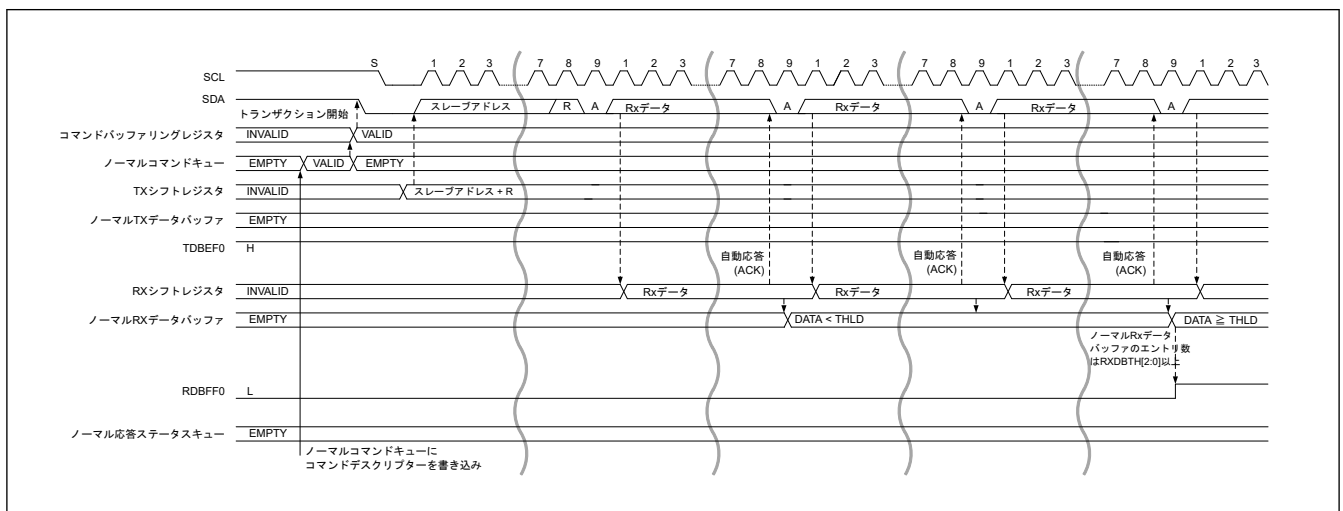 S 1 2 3 7 8 9 1 2 3 7 8 9 1 2 3 7 8 9 1 2 3 7 8 9 1 2 3
SCL
SDA スレーブアドレス R A Rxデータ A Rxデータ A Rxデータ A
トランザクション開始
コマンドバッファリングレジスタ INVALID VALID
ノーマルコマンドキュー EMPTY VALID EMPTY
TXシフトレジスタ INVALID スレーブアドレス + R
ノーマルTXデータバッファ EMPTY
TDBEF0 H
自動応答 自動応答 自動応答
(ACK) (ACK) (ACK)
RXシフトレジスタ INVALID Rxデータ Rxデータ Rxデータ
ノーマルRXデータバッファ EMPTY DATA < THLD DATA ≧ THLD
ノーマルRxデータ
バッファのエントリ数
はRXDBTH[2:0]以上
RDBFF0 L
ノーマル応答ステータスキュー EMPTY
ノーマルコマンドキューに
コマンドデスクリプターを書き込み